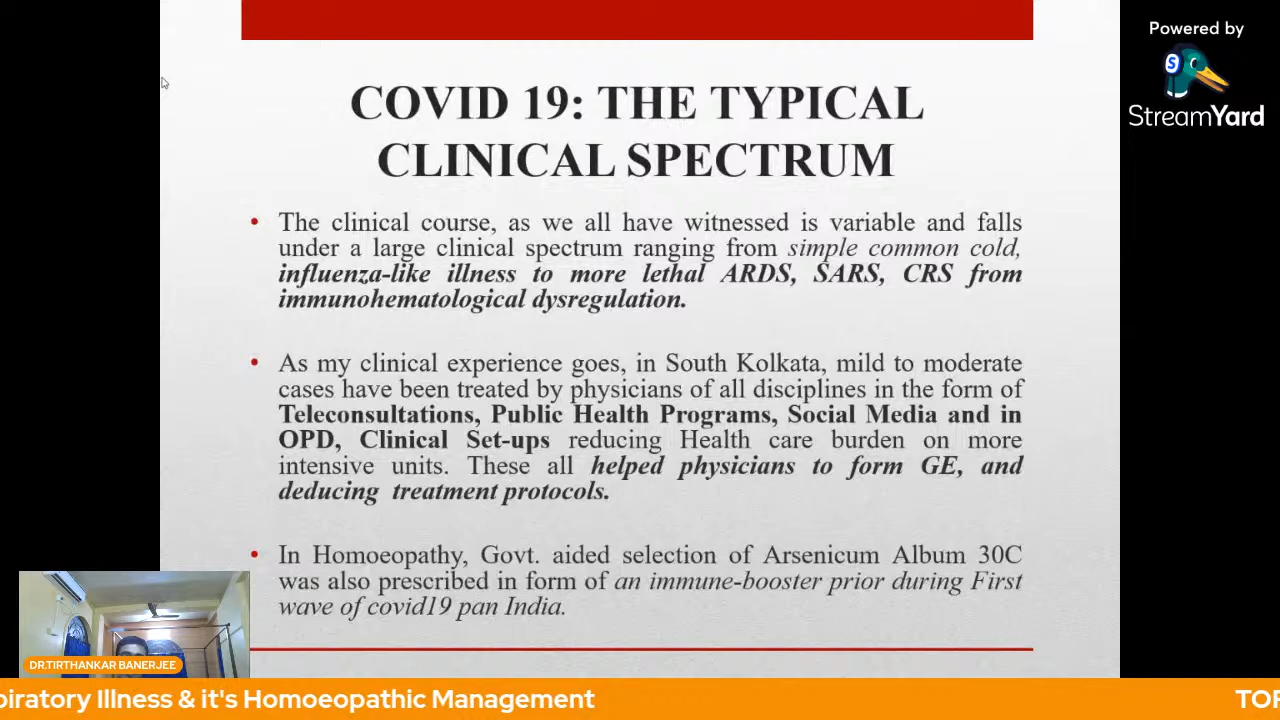 Powered by
StreamYard
COVID 19: THE TYPICAL
CLINICAL SPECTRUM
• The clinical course, as we all have witnessed is variable and falls
under a large clinical spectrum ranging from simple common cold,
influenza-like illness to more lethal ARDS, SARS, CRS from
immunohematological dysregulation.
• As my clinical experience goes, in South Kolkata, mild to moderate
cases have been treated by physicians of all disciplines in the form of
Teleconsultations, Public Health Programs, Social Media and in
OPD, Clinical Set-ups reducing Health care burden on more
intensive units. These all helped physicians to form GE, and
deducing treatment protocols.
• In Homoeopathy, Govt. aided selection of Arsenicum Album 30C
was also prescribed in form of an immune-booster prior during First
wave of covid19 pan India.
DR.TIRTHANKAR BANERJEE
piratory Illness & it's Homoeopathic Management
TOP